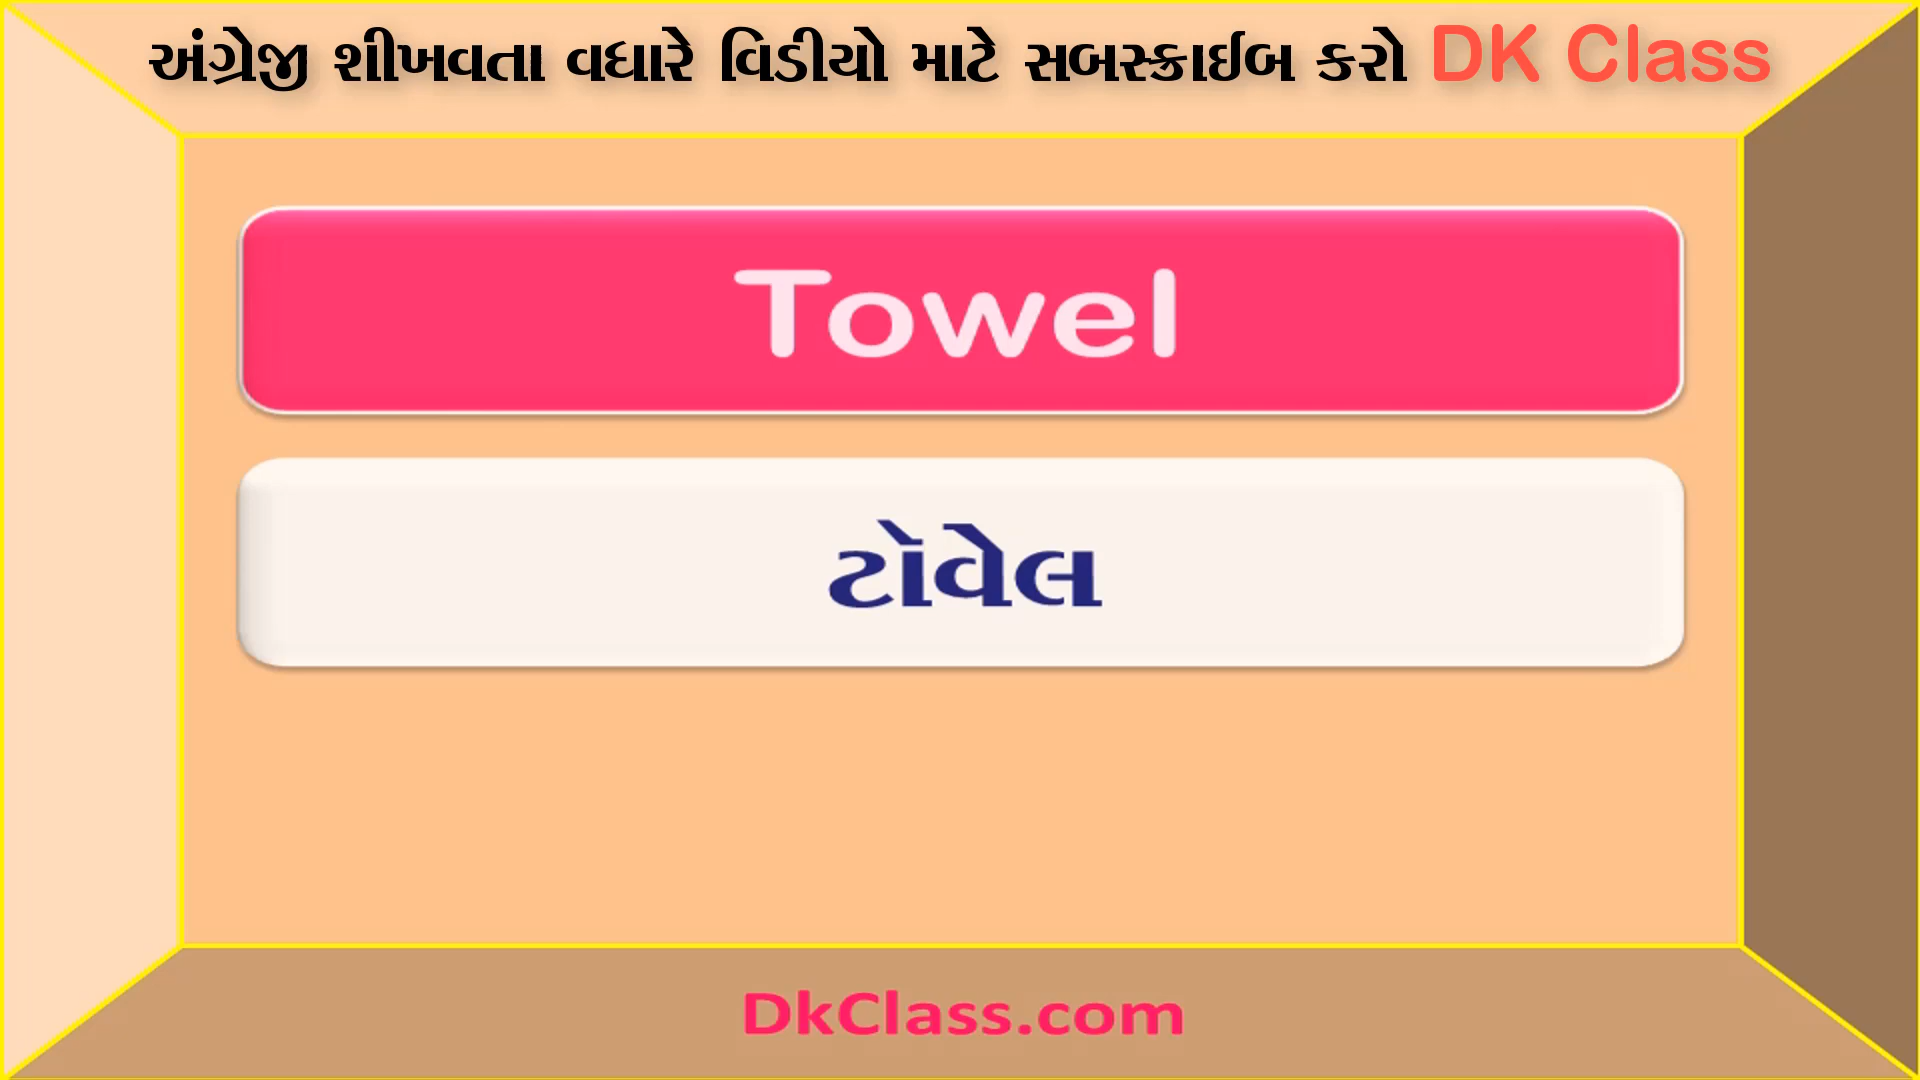 અંગ્રેજી શીખવતા વધારે વિડીયો માટે સબસ્ક્રાઈબ કરો DK Class
Towel
ટૉવેલ
DkClass.com